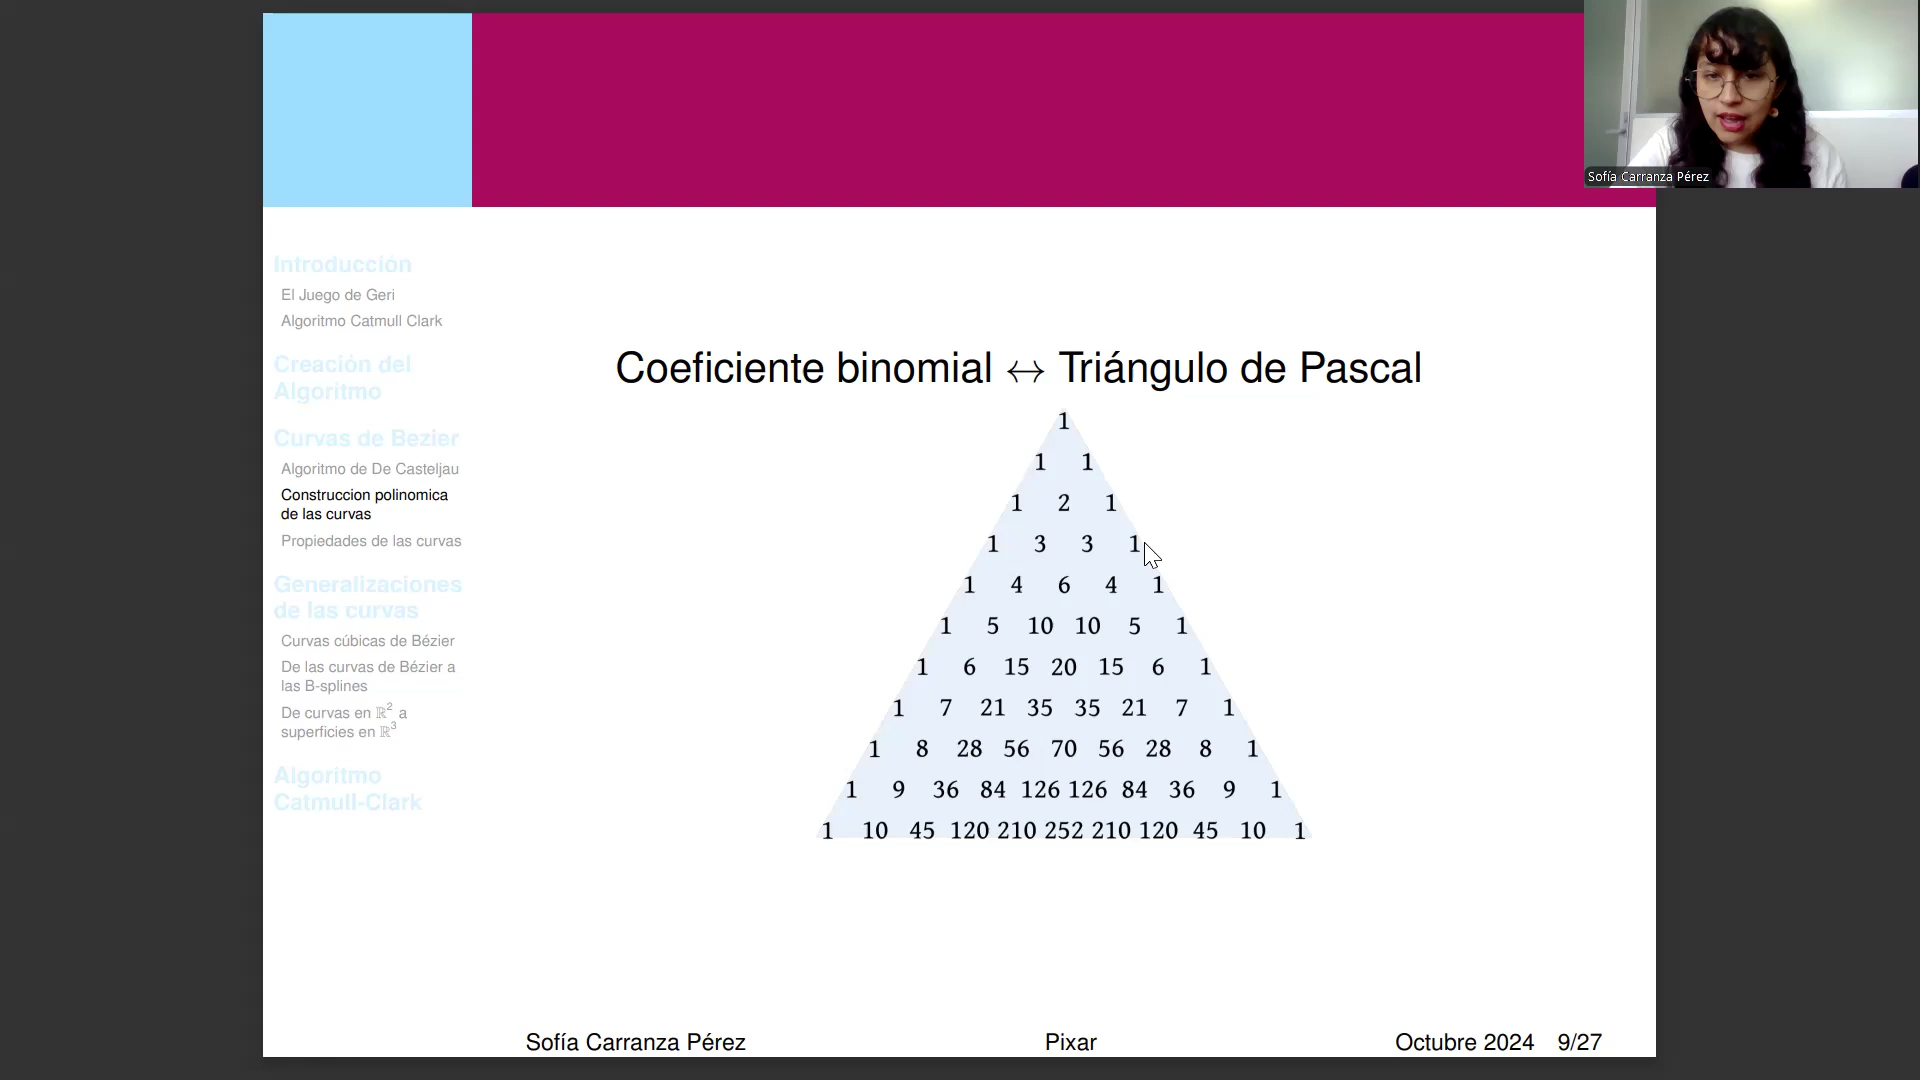 Sofía Carranza Pérez
Introducción
El Juego de Geri
Algoritmo Catmull Clark
Creación del
Algoritmo
Curvas de Bezier
Algoritmo de De Casteljau
Construccion polinomica
de las curvas
Propiedades de las curvas
Generalizaciones
de las curvas
Curvas cúbicas de Bézier
De las curvas de Bézier a
las B-splines
De curvas en ℝ² a
superficies en ℝ³
Algoritmo
Catmull-Clark
Coeficiente binomial ↔ Triángulo de Pascal
1
1 1
1 2 1
1 3 3 1
1 4 6 4 1
1 5 10 10 5 1
1 6 15 20 15 6 1
1 7 21 35 35 21 7 1
1 8 28 56 70 56 28 8 1
1 9 36 84 126 126 84 36 9 1
1 10 45 120 210 252 210 120 45 10 1
Sofía Carranza Pérez Pixar Octubre 2024 9/27